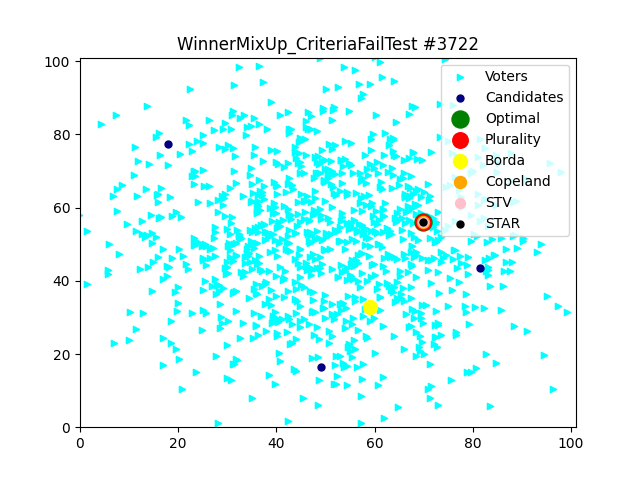 WinnerMixUp_CriteriaFailTest #3722
100
80
60
40
20
0
0
20
40
60
80
100
Voters
Candidates
Optimal
Plurality
Borda
Copeland
STV
STAR